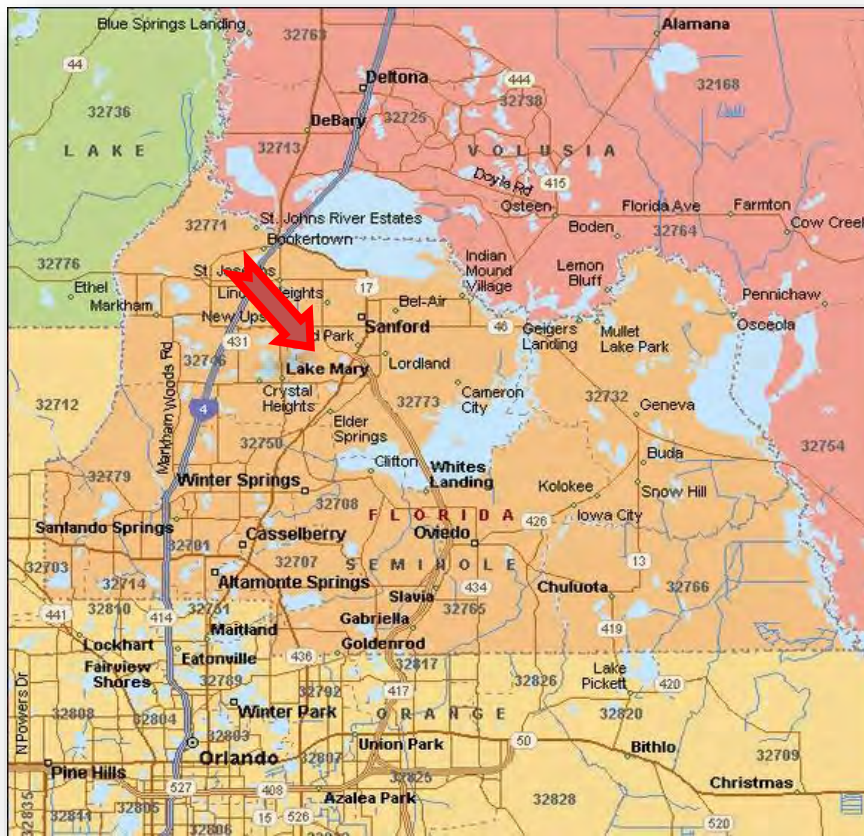 Blue Springs Landing
32763
Alamana
44
Deltona
444
32168
32736
32738
DeBary
32725
LAKE
32713
VOLUSIA
Doyle Rd
415
Osteen
Florida Ave
Farmton
32771
St. Johns River Estates
Boden
32764
Cow Creek
Bookertown
32776
Indian
Mound
Village
Lemon
Bluff
Ethel
17
Pennichaw
Markham
Bel-Air
New Ups
Sanford
46
Geigers
Landing
Mullet
Lake Park
Osceola
431
d Park
Lordland
32746
Lake Mary
Markham Woods Rd
Crystal
Heights
32773
Cameron
City
32732
32712
4
Geneva
Elder
Springs
32750
32754
Clifton
Buda
32779
Winter Springs
Whites
Landing
Kolokee
Snow Hill
32708
Sanlando Springs
FLORIDA
426
Iowa City
Casselberry
Oviedo
32701
32707
SEMINOLE
13
32703
32714
Altamonte Springs
434
Chuluota
32766
Slavia
32765
441
32810
414
32751
Gabriella
419
Maitland
Lockhart
Goldenrod
Eatonville
436
32817
Fairview
Shores
32789
Lake
Pickett
N Powers Dr
32792
417
32826
420
32808
32804
Winter Park
ORANGE
32820
32803
50
Orlando
Union Park
Bithlo
32709
32807
Pine Hills
32825
Christmas
527
408
32835
32805
Azalea Park
32828
32811
15
526
520
32806